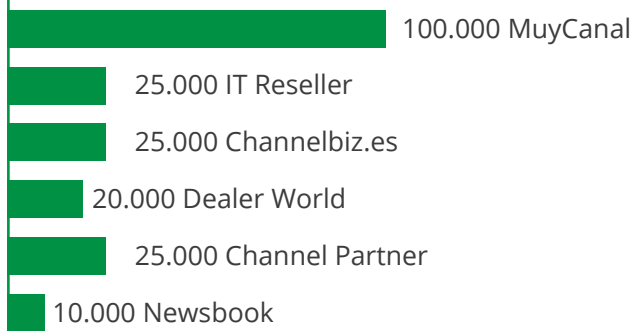 100.000 MuyCanal
25.000 IT Reseller
25.000 Channelbiz.es
20.000 Dealer World
25.000 Channel Partner
10.000 Newsbook